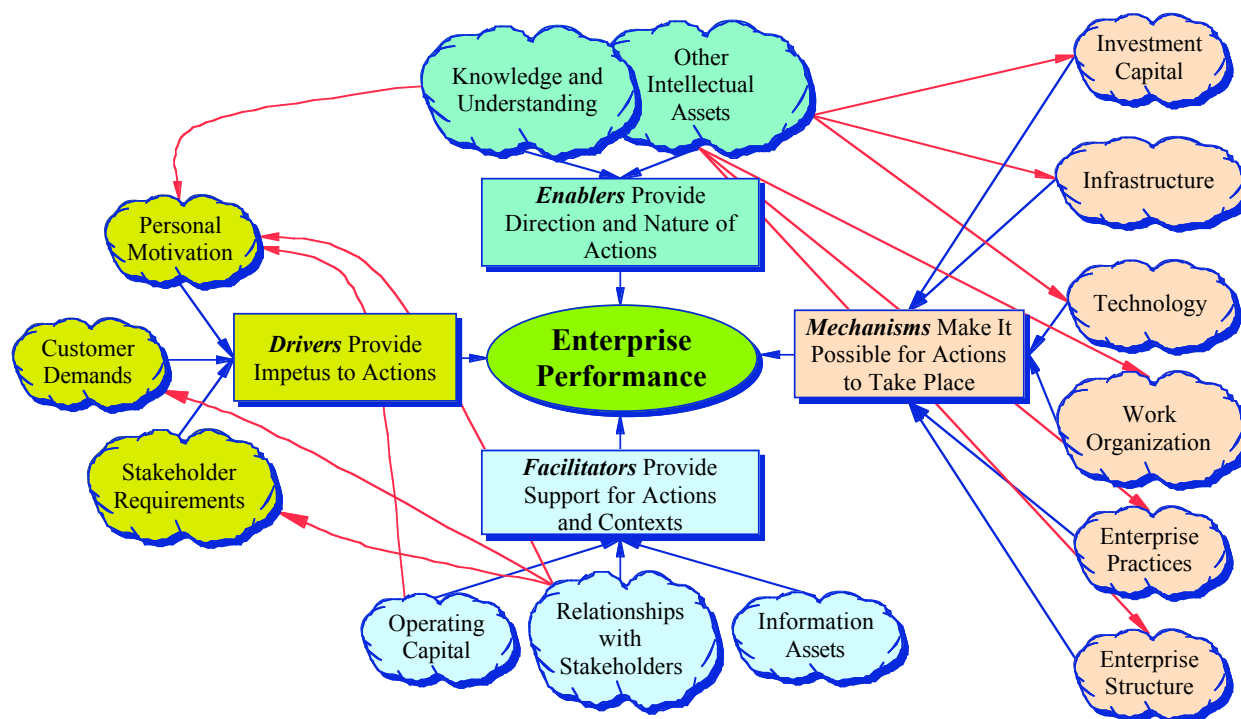 Knowledge and
Understanding
Other
Intellectual
Assets
Investment
Capital
Infrastructure
Technology
Work
Organization
Enterprise
Practices
Enterprise
Structure
Enablers Provide
Direction and Nature of
Actions
Personal
Motivation
Customer
Demands
Stakeholder
Requirements
Drivers Provide
Impetus to Actions
Enterprise
Performance
Mechanisms Make It
Possible for Actions
to Take Place
Facilitators Provide
Support for Actions
and Contexts
Operating
Capital
Relationships
with
Stakeholders
Information
Assets